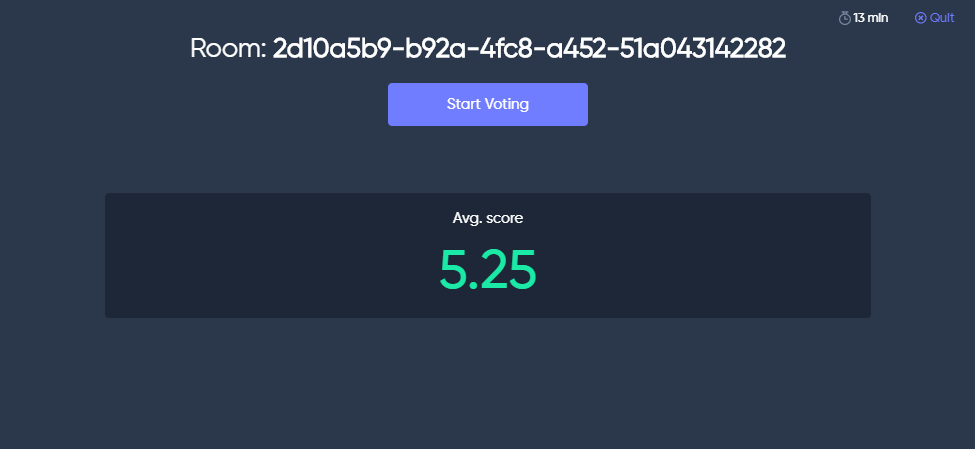 13 min
Quit
Room: 2d10a5b9-b92a-4fc8-a452-51a043142282
Start Voting
Avg. score
5.25